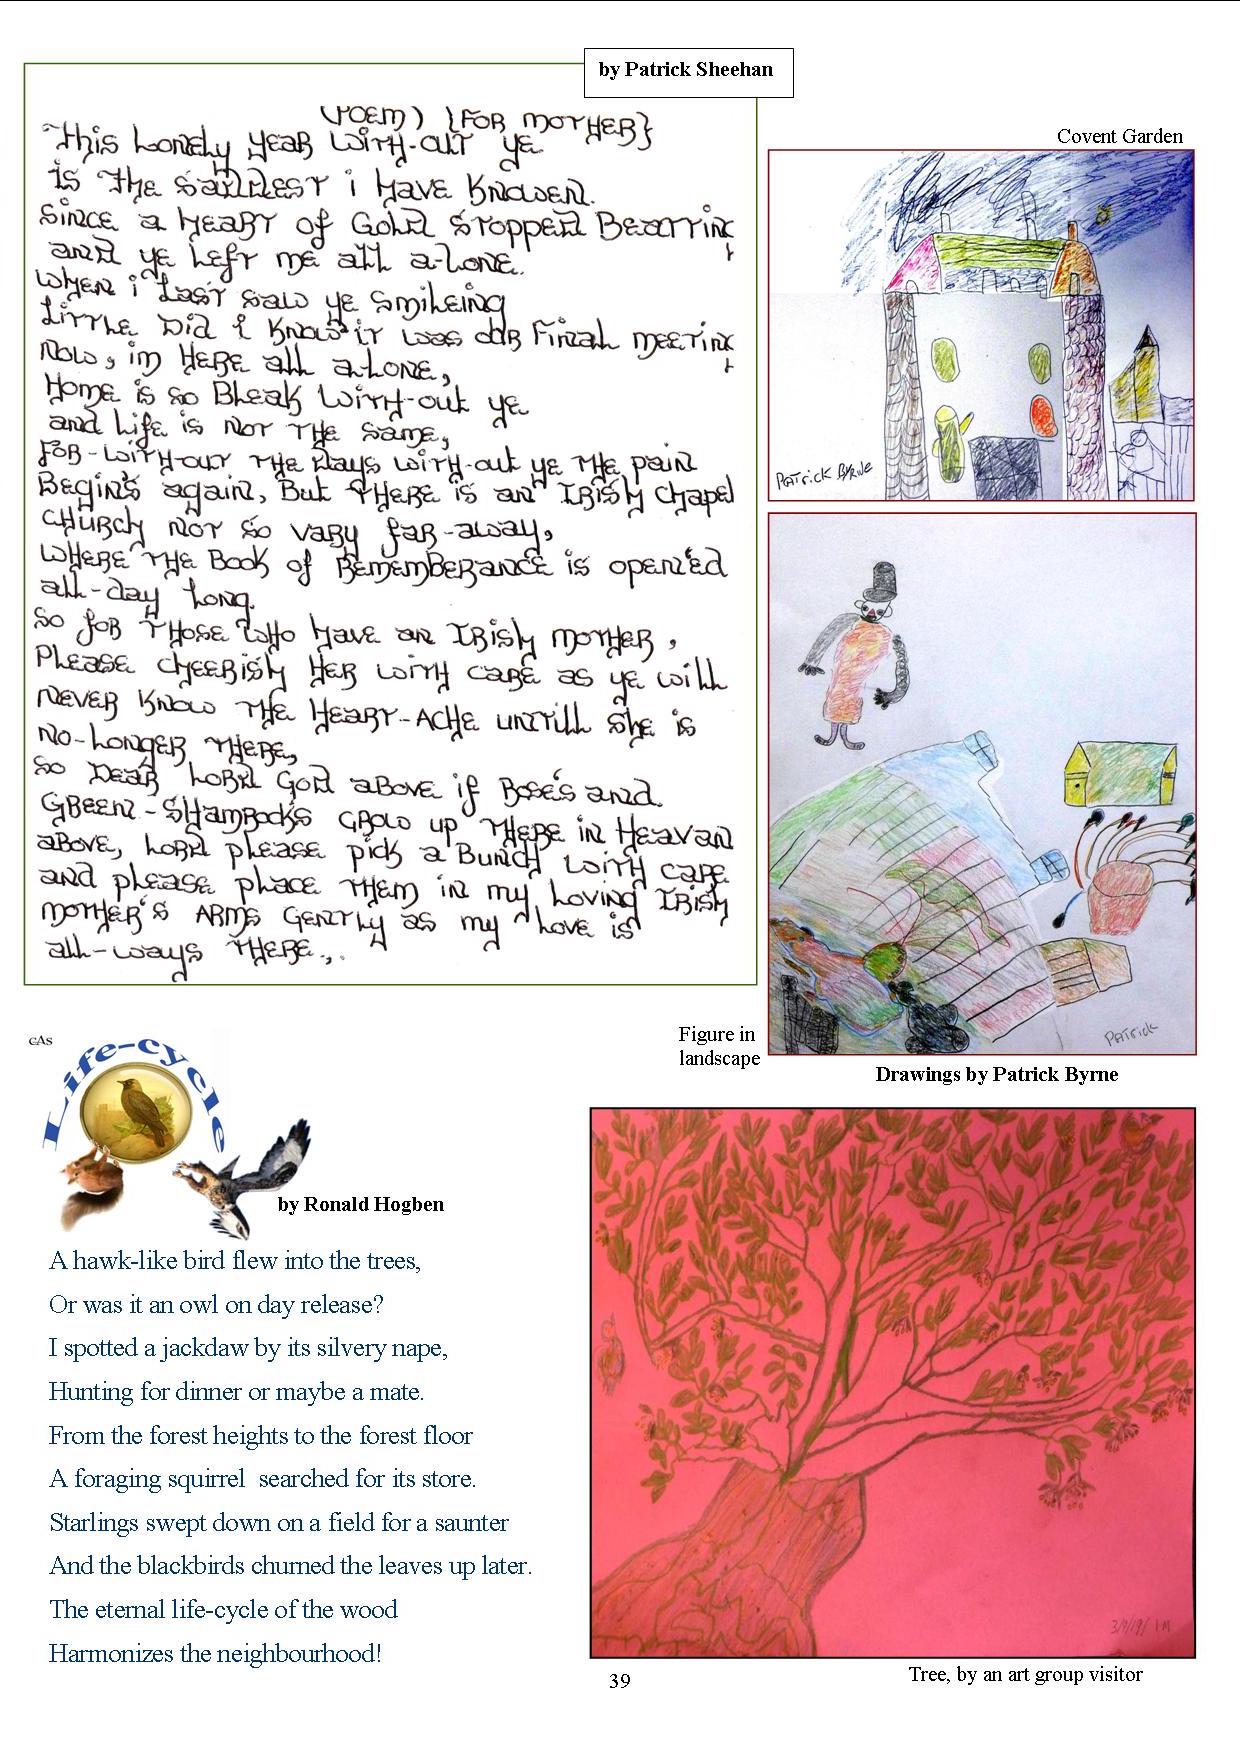 by Patrick Sheehan
(POEM) {FOR MOTHER}
This Lonely year with-out ye
is the saddest i have knowen.
Since a heart of Gold stopped Beatting
and ye Left me all a-Lone.
When i Last saw ye smileing
Little did i know it was our final meeting
Now, im here all a-Lone,
Home is so Bleak with-out ye
and Life is not the same,
For-with-out the days with-out ye the pain
Begins again, But there is an Irish chapel
church not so vary far-away,
where the Book of Rememberance is openied
all-day Long.
So for those who have an Irish mother,
Please cheerish her with care as ye will
never know the Heart-ache untill she is
no-Longer there,
So Dear Lord God above if Roses and
Green-Shamrocks Grow up there in Heavan
above, Lord please pick a Bunch with care
and please place them in my Loving Irish
mother's arms Gently as my Love is
all-ways there..
Covent Garden
Patrick Byrne
Patrick
Figure in
landscape
Drawings by Patrick Byrne
CAS
Life-cycle
by Ronald Hogben
A hawk-like bird flew into the trees,
Or was it an owl on day release?
I spotted a jackdaw by its silvery nape,
Hunting for dinner or maybe a mate.
From the forest heights to the forest floor
A foraging squirrel searched for its store.
Starlings swept down on a field for a saunter
And the blackbirds churned the leaves up later.
The eternal life-cycle of the wood
Harmonizes the neighbourhood!
39
Tree, by an art group visitor